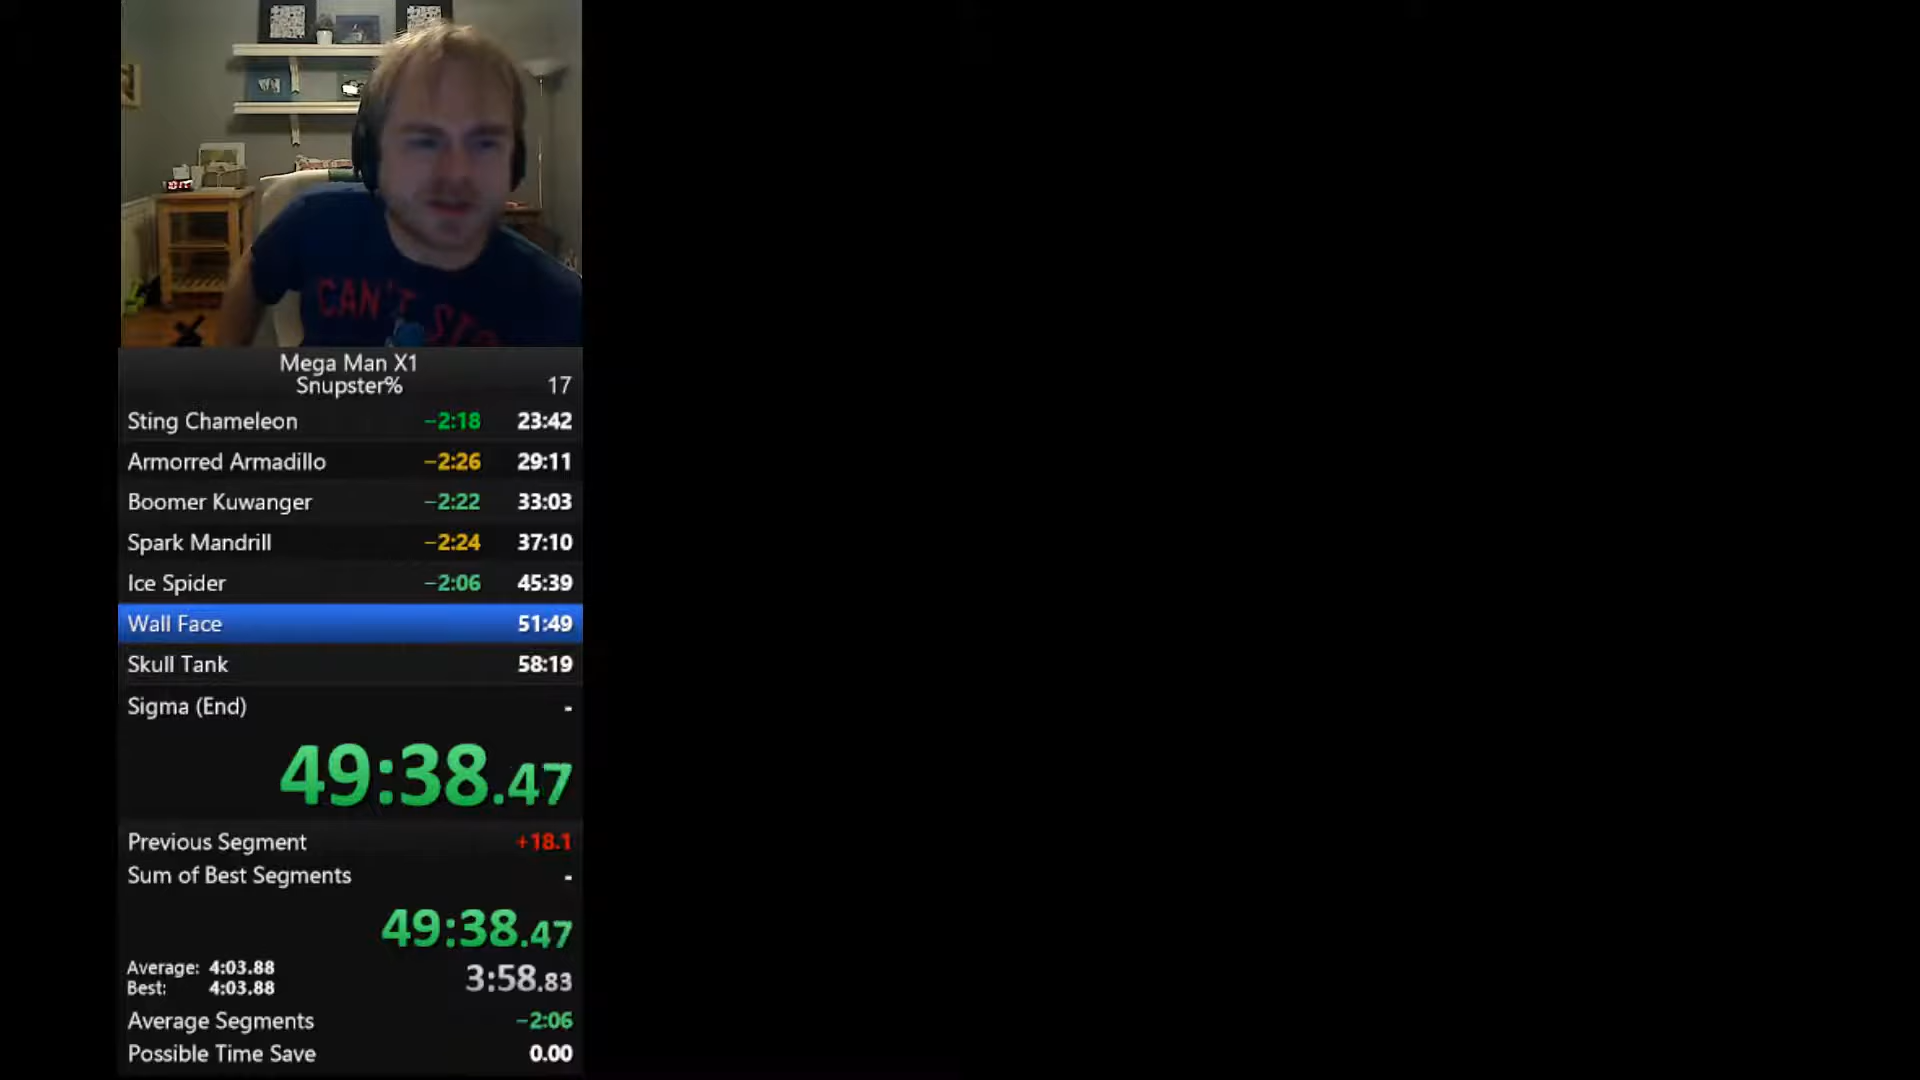 CAN'T STO
Mega Man X1
Snupster% 17
Sting Chameleon −2:18 23:42
Armorred Armadillo −2:26 29:11
Boomer Kuwanger −2:22 33:03
Spark Mandrill −2:24 37:10
Ice Spider −2:06 45:39
Wall Face 51:49
Skull Tank 58:19
Sigma (End) -
49:38.47
Previous Segment +18.1
Sum of Best Segments -
49:38.47
Average: 4:03.88
Best: 4:03.88
3:58.83
Average Segments −2:06
Possible Time Save 0.00